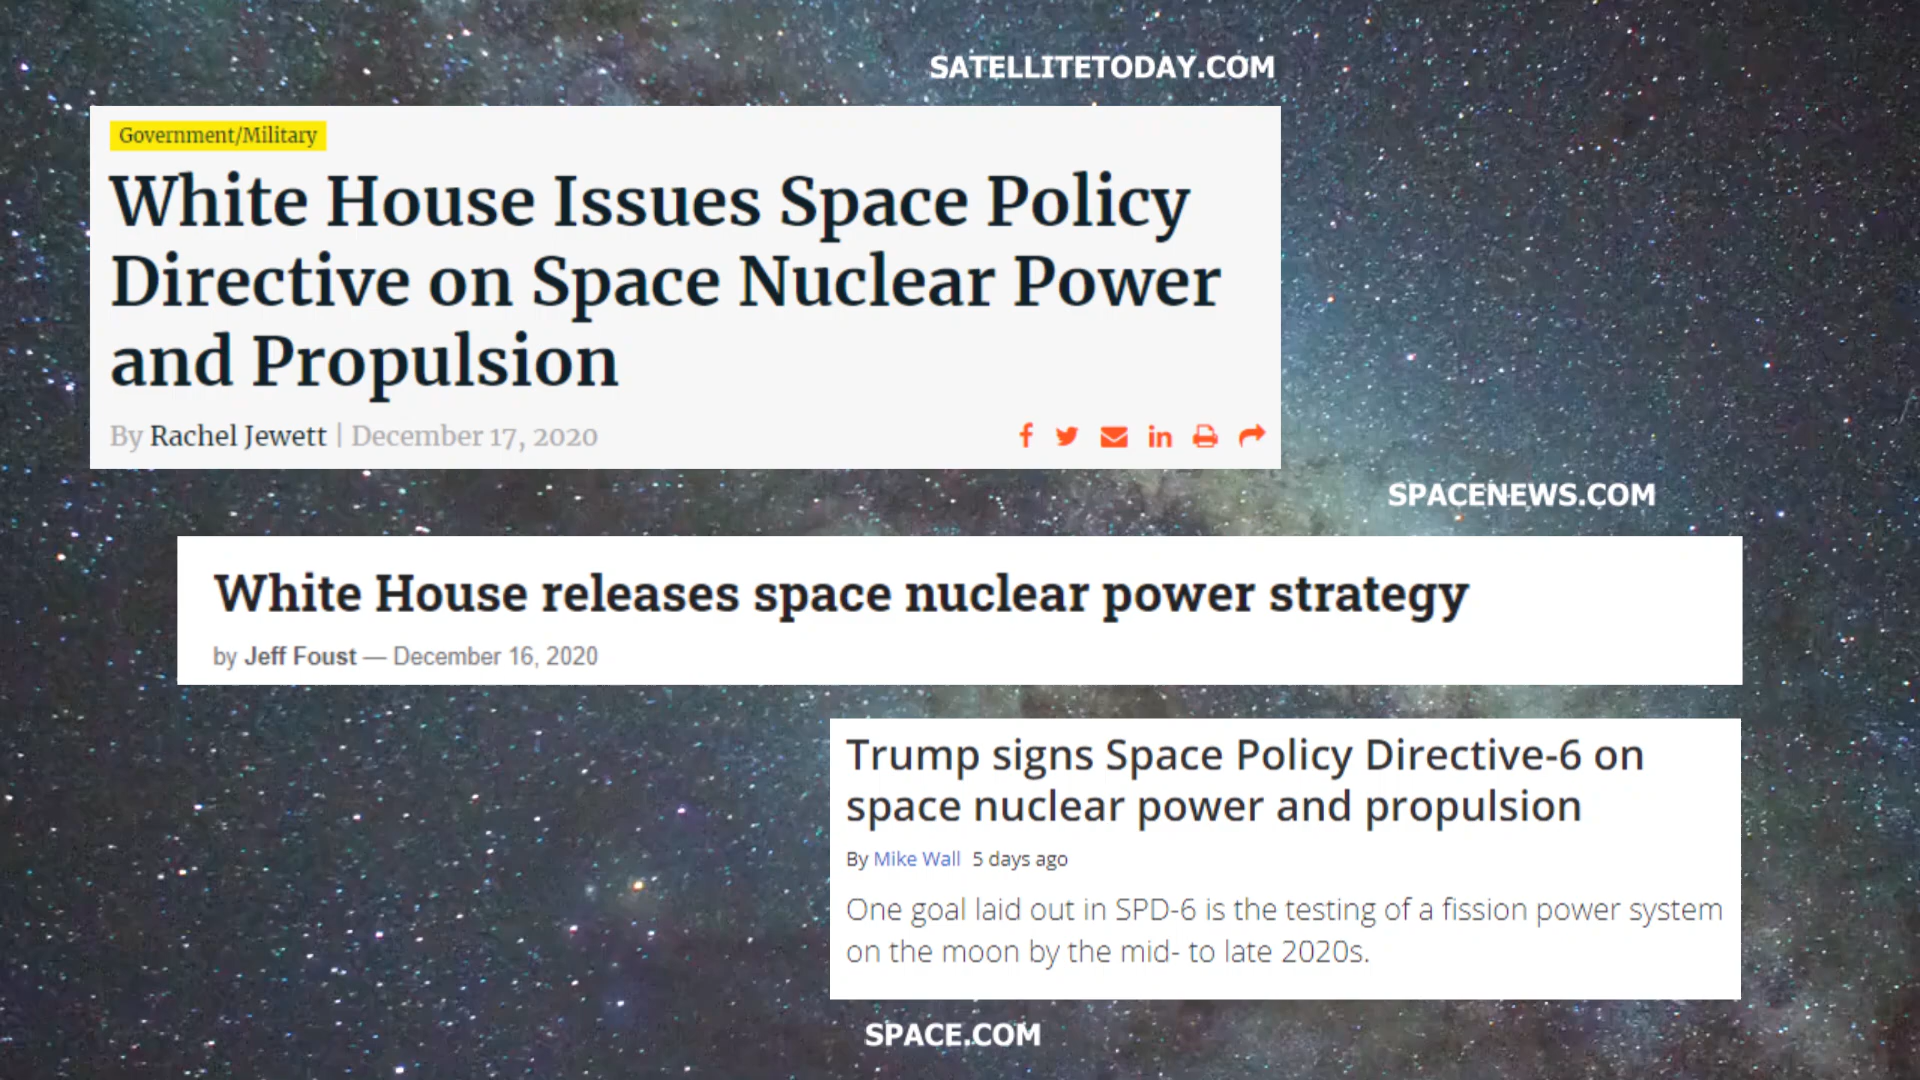 SATELLITETODAY.COM
Government/Military
White House Issues Space Policy
Directive on Space Nuclear Power
and Propulsion
By Rachel Jewett | December 17, 2020
SPACENEWS.COM
White House releases space nuclear power strategy
by Jeff Foust — December 16, 2020
Trump signs Space Policy Directive-6 on
space nuclear power and propulsion
By Mike Wall 5 days ago
One goal laid out in SPD-6 is the testing of a fission power system
on the moon by the mid- to late 2020s.
SPACE.COM